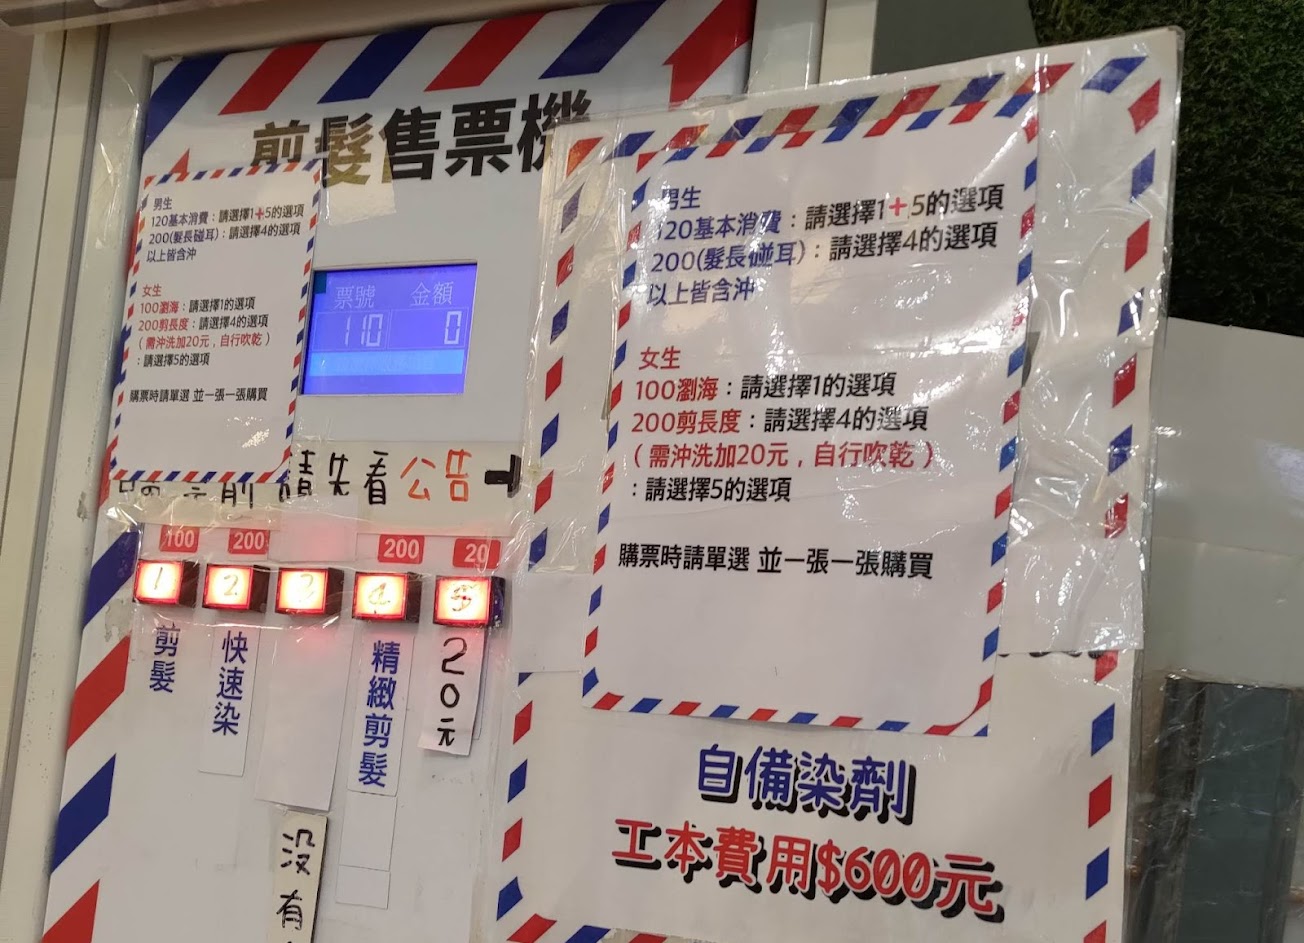 剪髮售票機
男生
120基本消費：請選擇1+5的選項
200(髮長碰耳)：請選擇4的選項
以上皆含沖
女生
100瀏海：請選擇1的選項
200剪長度：請選擇4的選項
（需沖洗加20元，自行吹乾）
：請選擇5的選項
購票時請單選 並一張一張購買
票號 金額
110 0
請先看公告
100 200 200 20
1 2 3 4 5
剪髮
快速染
精緻剪髮
20元
沒有
男生
120基本消費：請選擇1+5的選項
200(髮長碰耳)：請選擇4的選項
以上皆含沖
女生
100瀏海：請選擇1的選項
200剪長度：請選擇4的選項
（需沖洗加20元，自行吹乾）
：請選擇5的選項
購票時請單選 並一張一張購買
自備染劑
工本費用$600元